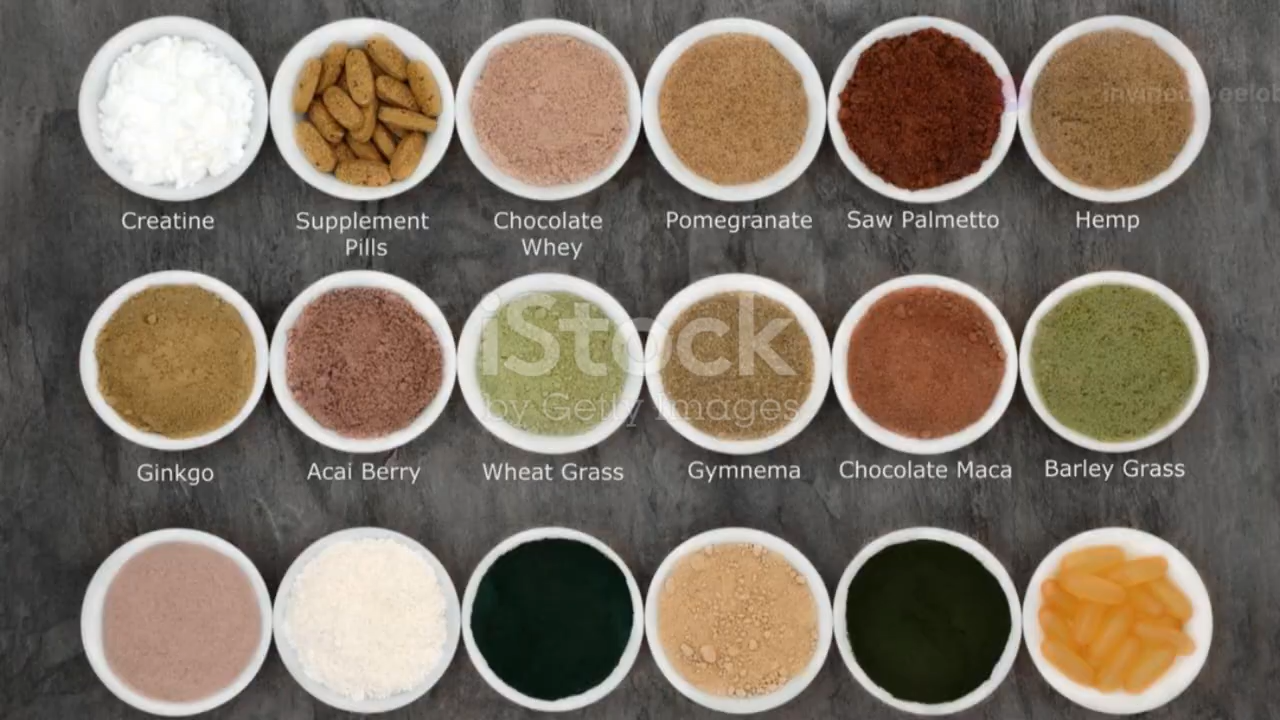 Creatine
Supplement
Pills
Chocolate
Whey
Pomegranate
Saw Palmetto
Hemp
iStock
by Getty Images
Ginkgo
Acai Berry
Wheat Grass
Gymnema
Chocolate Maca
Barley Grass